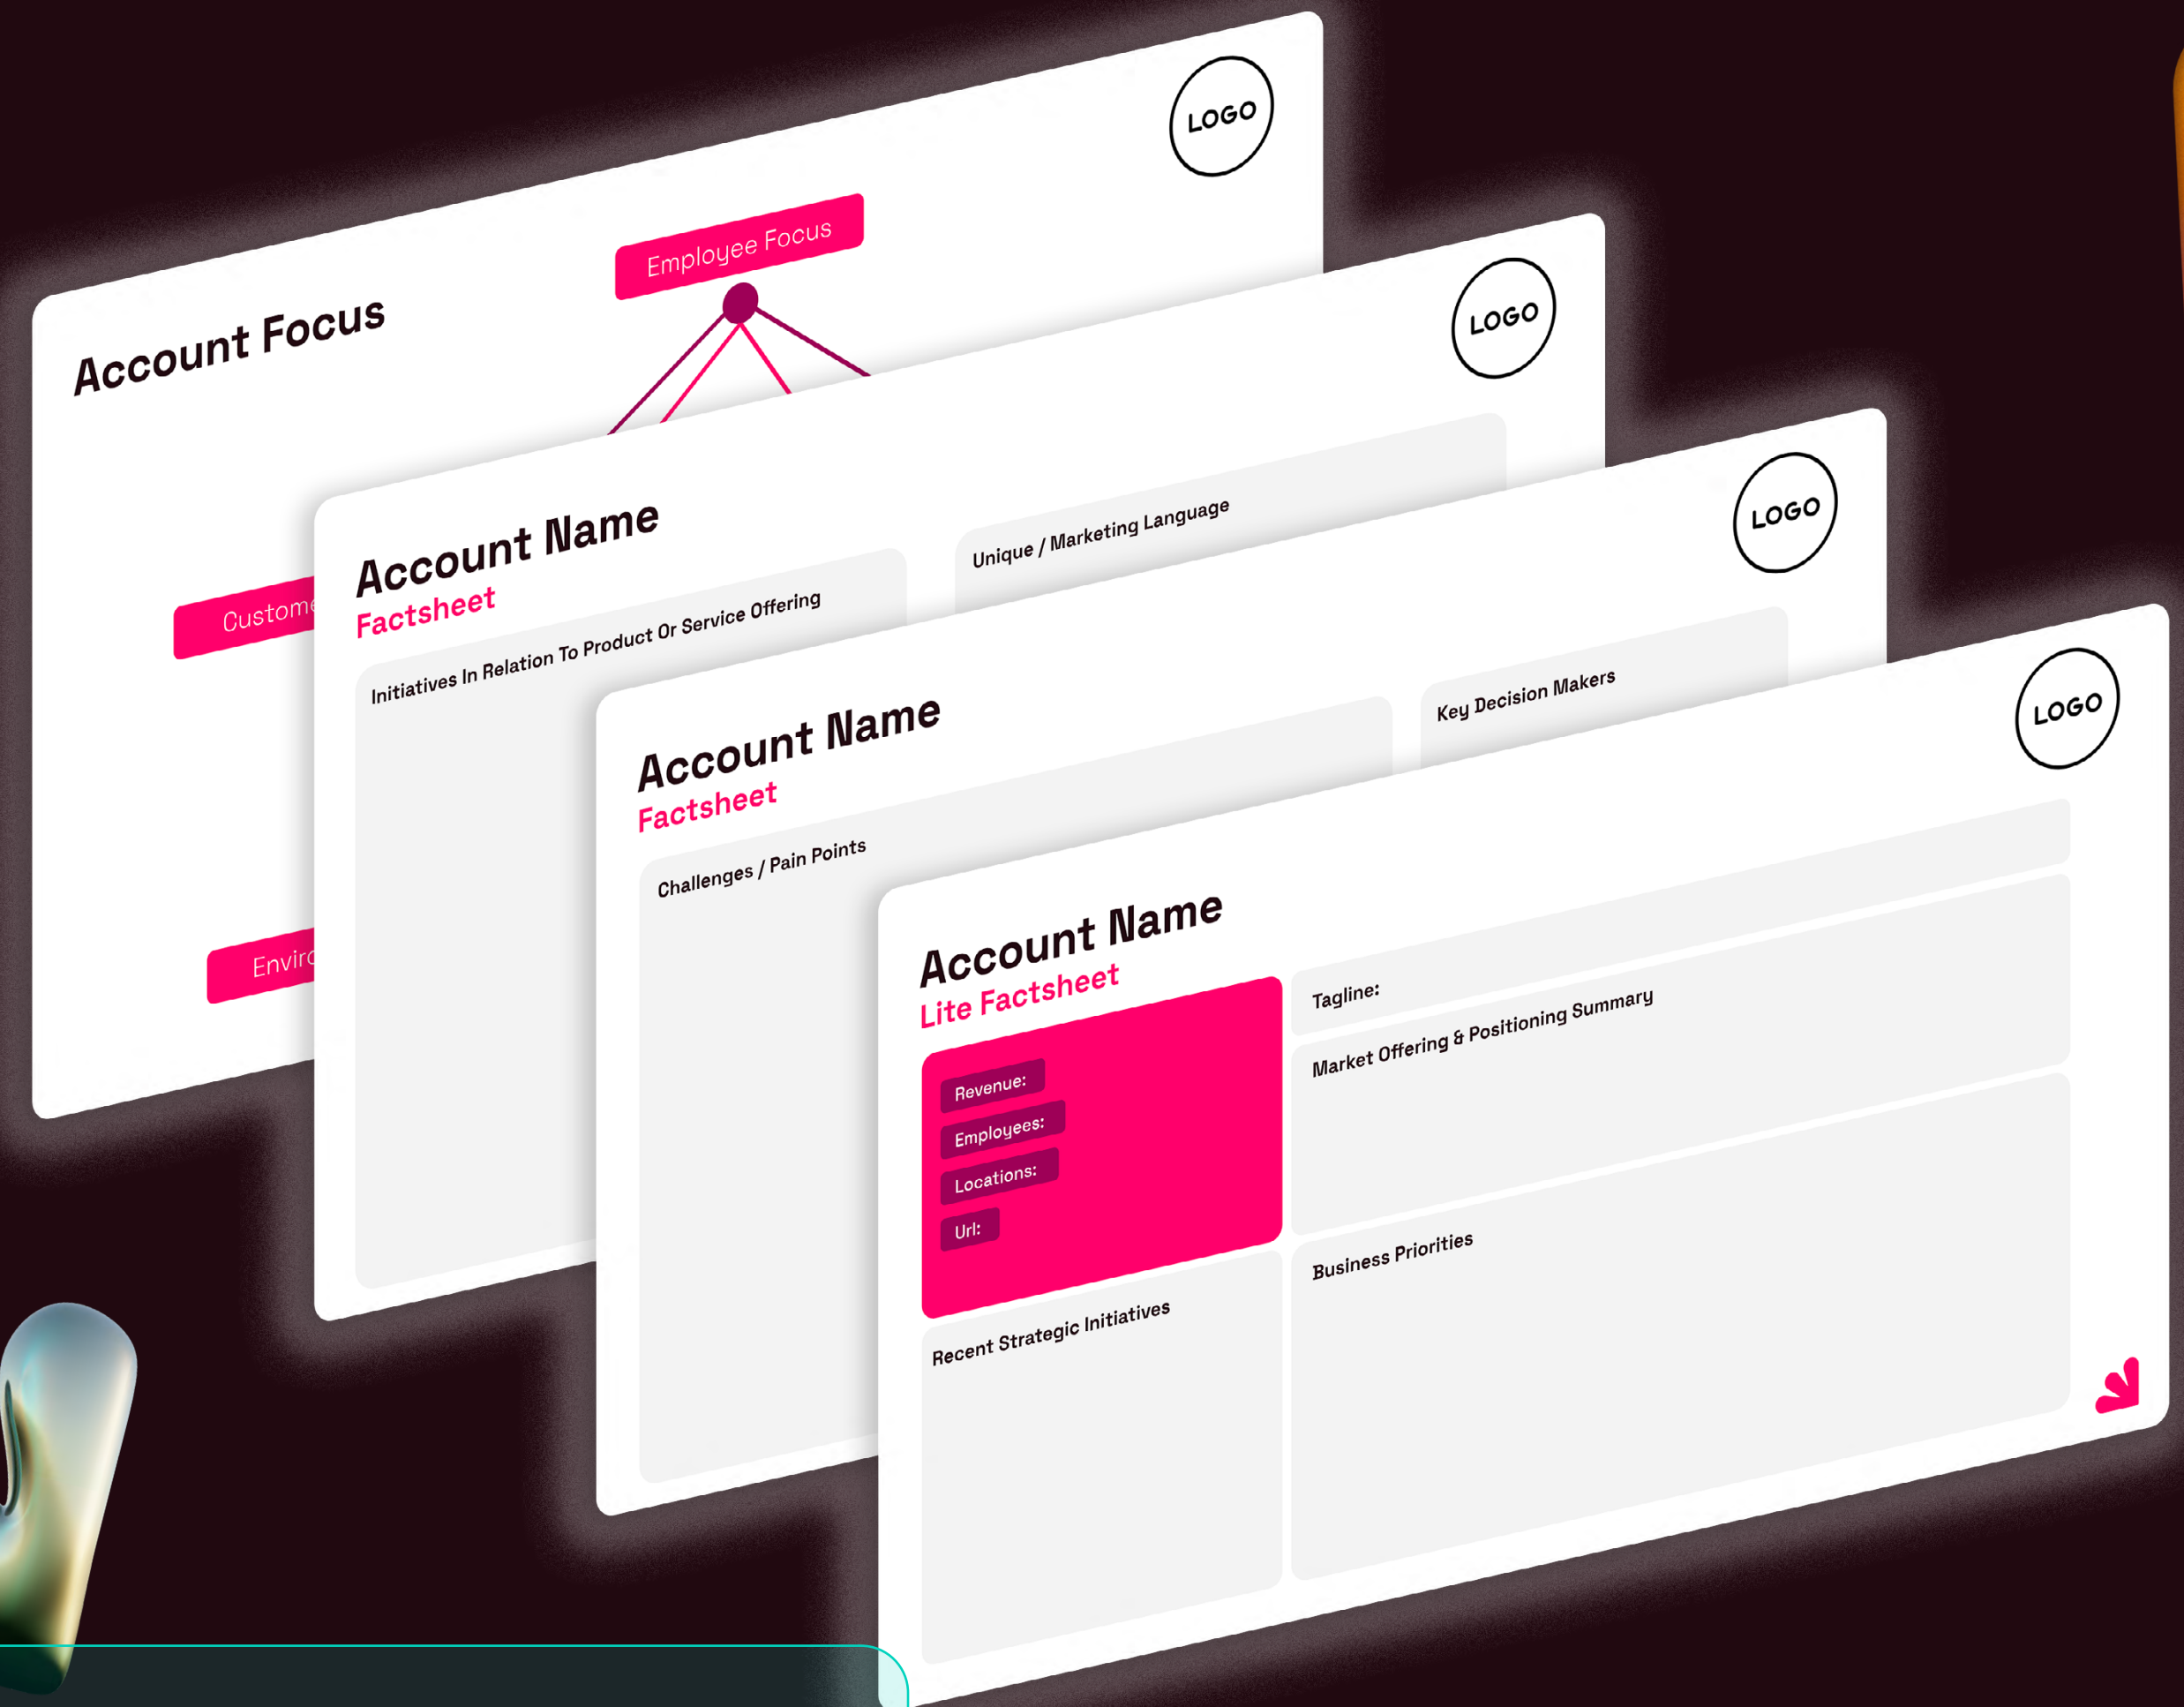 LOGO
Employee Focus
Account Focus
LOGO
Account Name
Factsheet
Unique / Marketing Language
Initiatives In Relation To Product Or Service Offering
LOGO
Account Name
Factsheet
Key Decision Makers
Challenges / Pain Points
LOGO
Account Name
Lite Factsheet
Revenue:
Employees:
Locations:
Url:
Tagline:
Market Offering & Positioning Summary
Business Priorities
Recent Strategic Initiatives